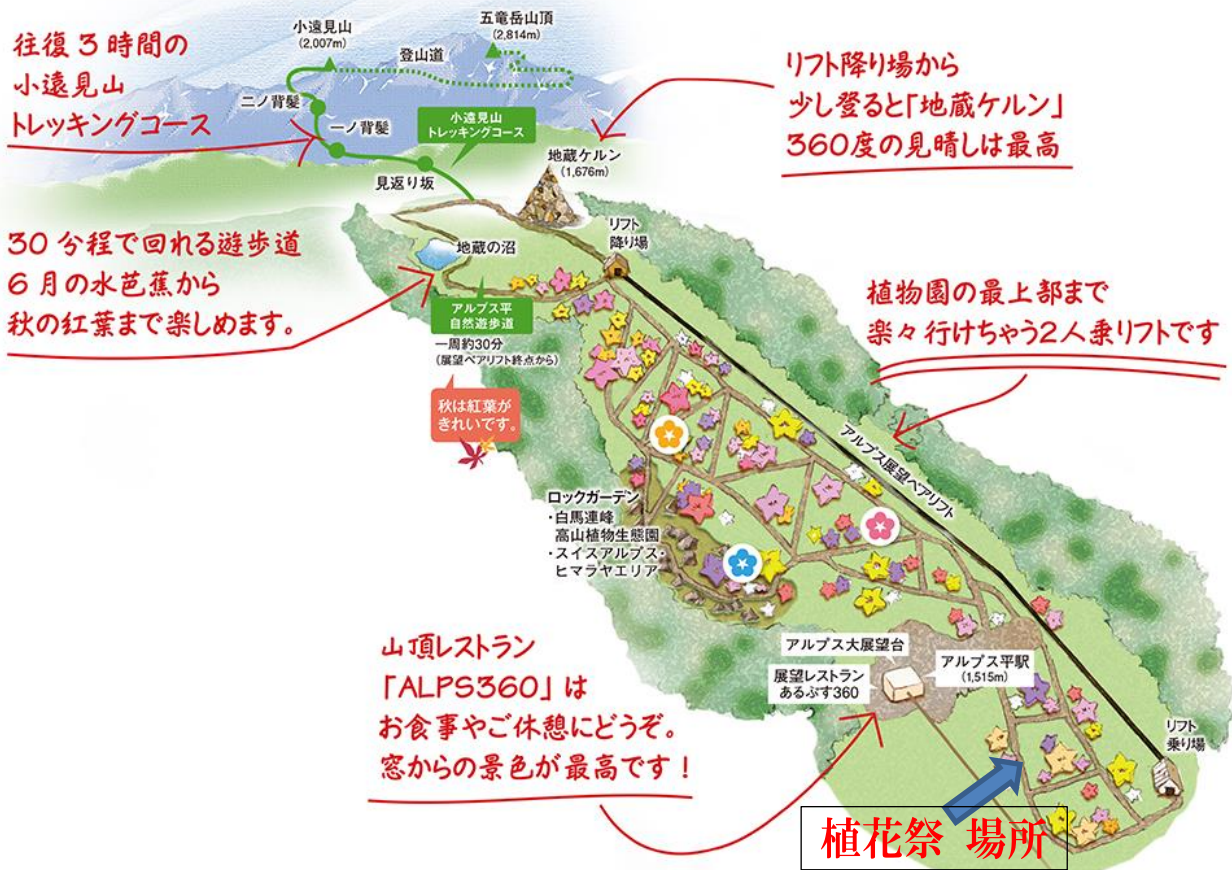 往復3時間の
小遠見山
トレッキングコース
小遠見山
(2,007m)
五竜岳山頂
(2,814m)
登山道
二ノ背髪
一ノ背髪
小遠見山
トレッキングコース
見返り坂
地蔵ケルン
(1,676m)
リフト降り場から
少し登ると「地蔵ケルン」
360度の見晴しは最高
30分程で回れる遊歩道
6月の水芭蕉から
秋の紅葉まで楽しめます。
地蔵の沼
リフト
降り場
アルプス平
自然遊歩道
一周約30分
(展望ペアリフト終点から)
秋は紅葉が
きれいです。
植物園の最上部まで
楽々行けちゃう2人乗リフトです
アルプス展望ペアリフト
ロックガーデン
・白馬連峰
高山植物生態園
・スイスアルプス・
ヒマラヤエリア
山頂レストラン
「ALPS360」は
お食事やご休憩にどうぞ。
窓からの景色が最高です!
アルプス大展望台
展望レストラン
あるぷす360
アルプス平駅
(1,515m)
リフト
乗り場
植花祭 場所